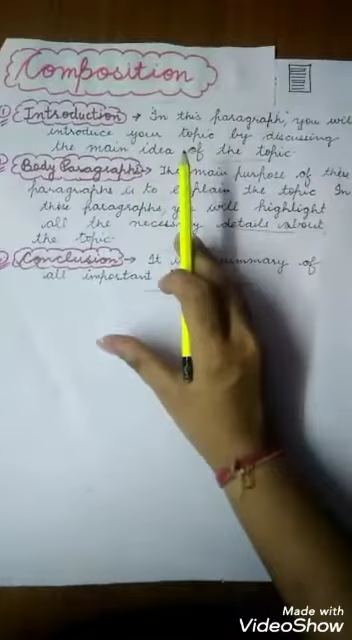 Composition
① Introduction → "In this paragraph, you will
introduce your topic by discussing
the main idea of the topic
Body Paragraphs → The main purpose of these
paragraphs is to explain the topic In
these paragraphs, you will highlight
all the necessary details about
the topic.
Conclusion → It is summary of
all important
Made with
VideoShow